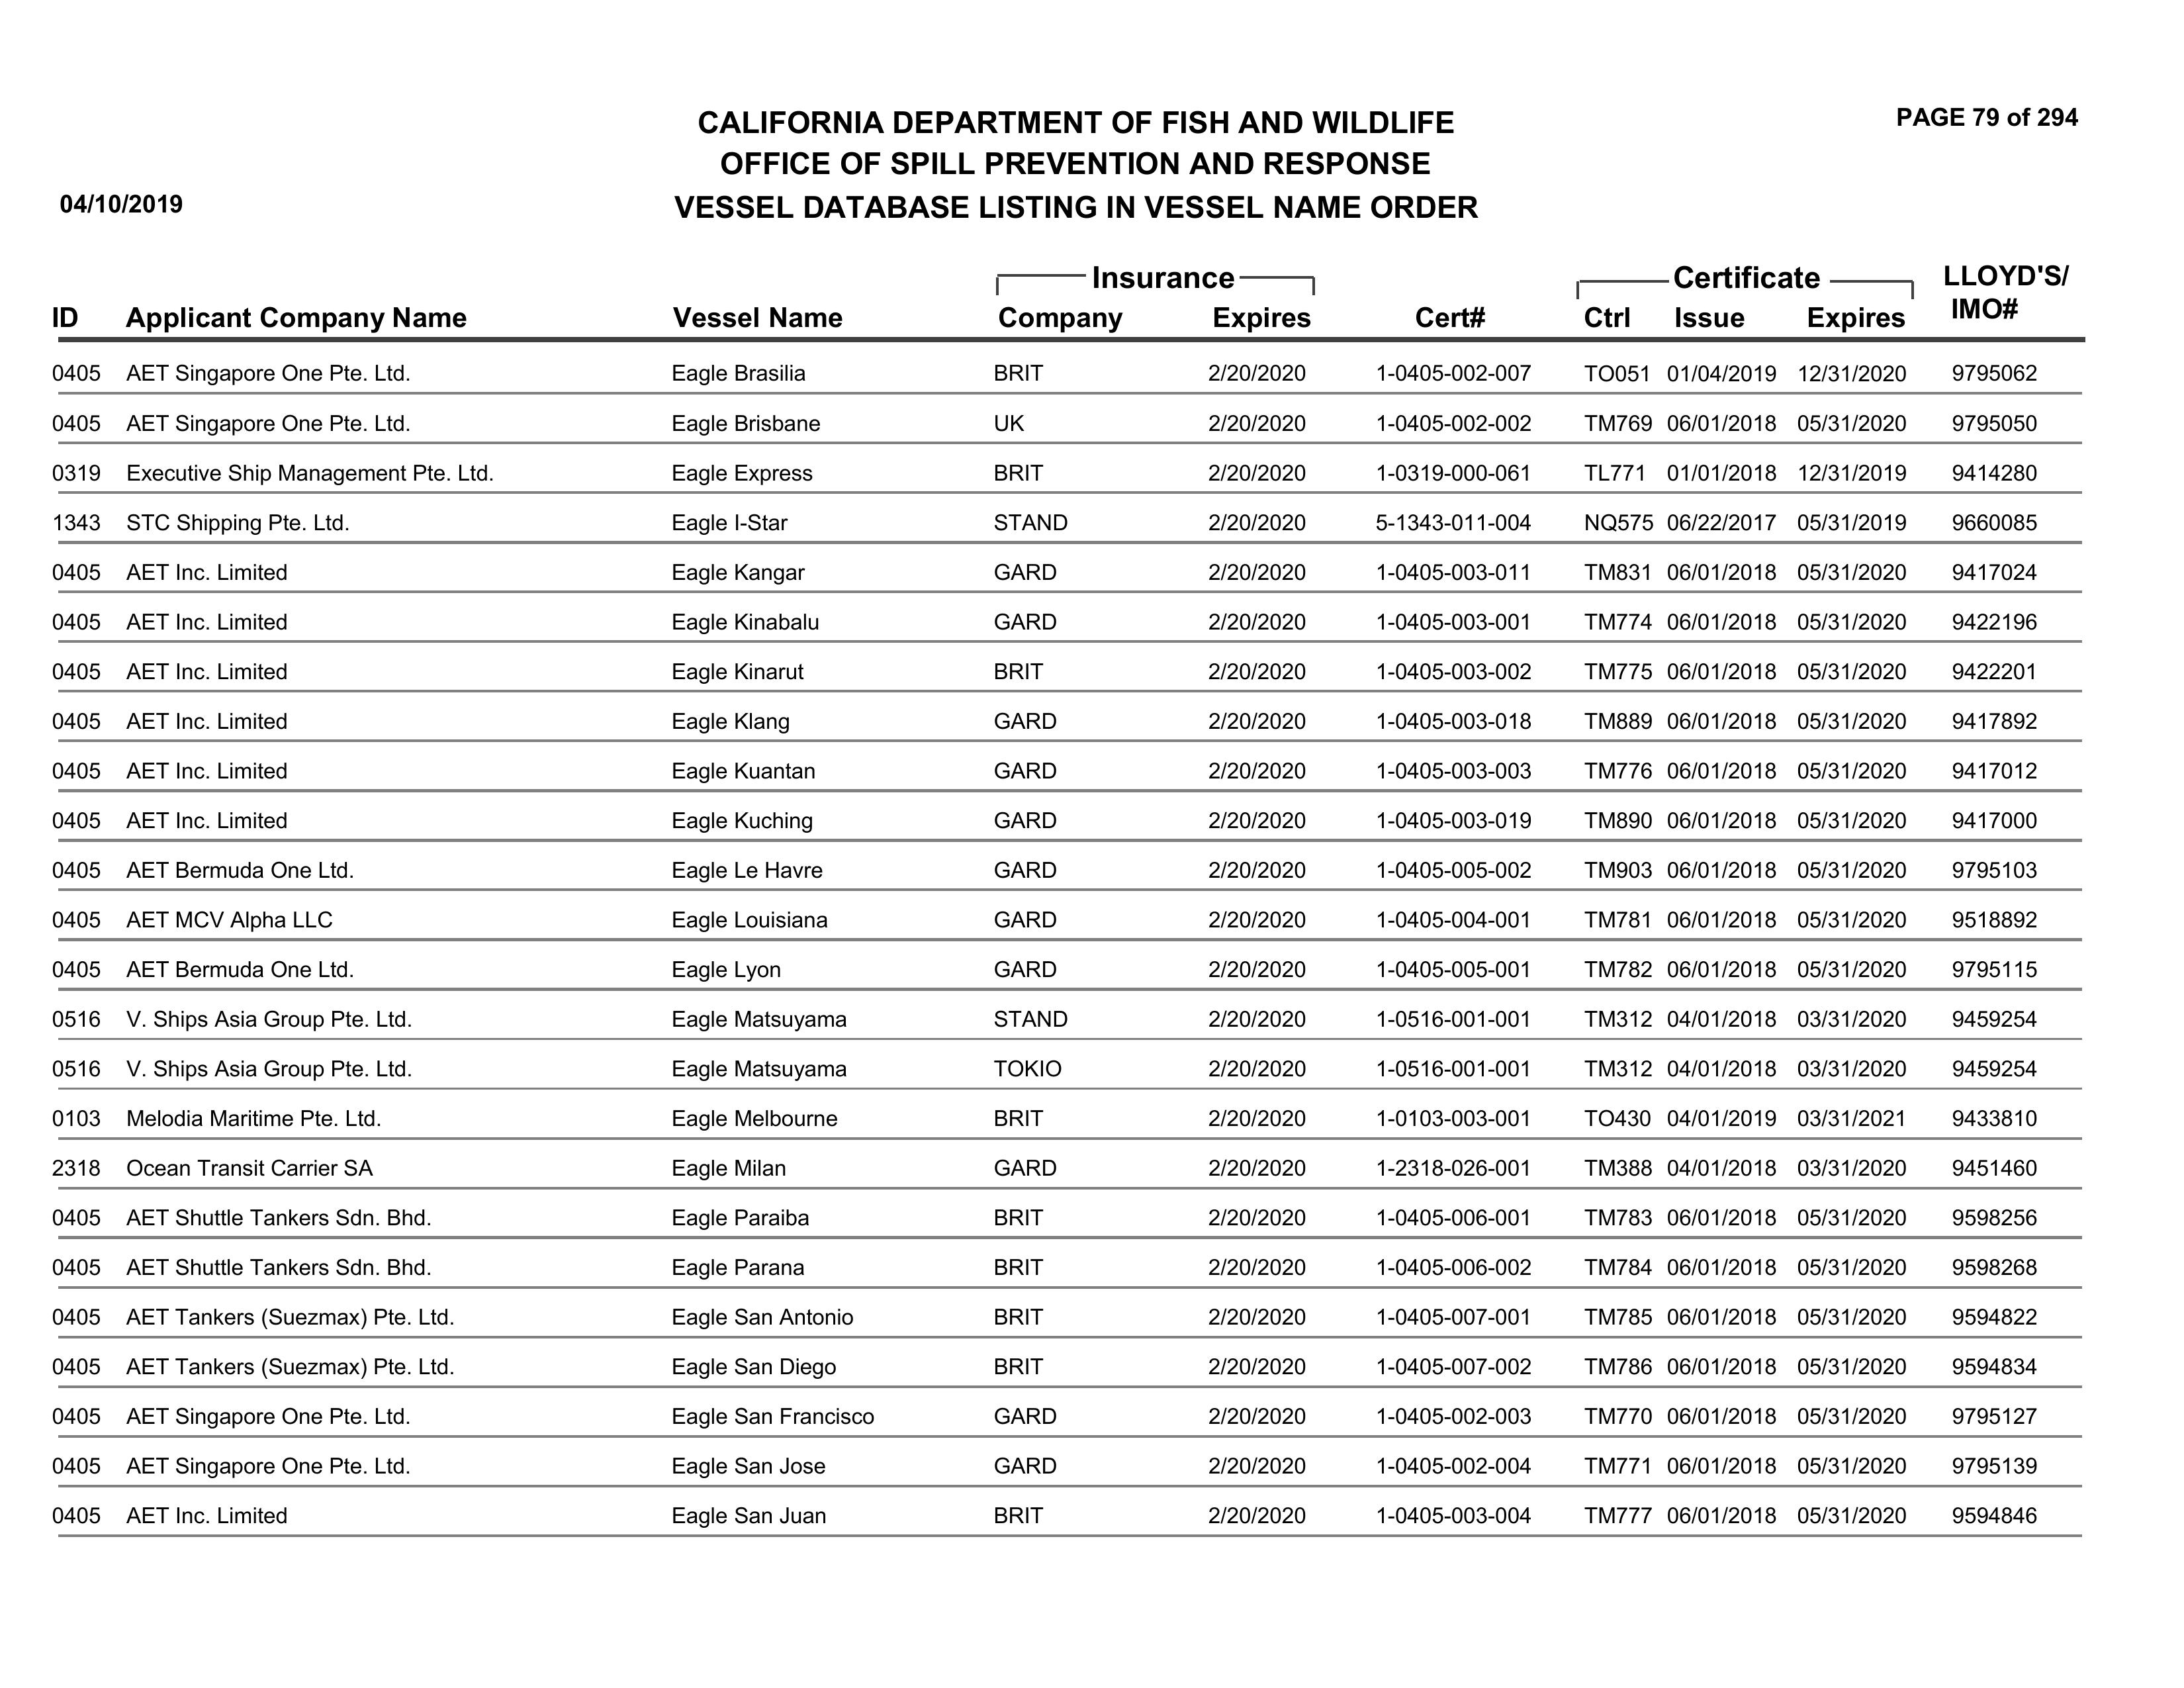 PAGE 79 of 294
CALIFORNIA DEPARTMENT OF FISH AND WILDLIFE
OFFICE OF SPILL PREVENTION AND RESPONSE
04/10/2019 VESSEL DATABASE LISTING IN VESSEL NAME ORDER
Insurance Certificate LLOYD'S/
ID Applicant Company Name Vessel Name Company Expires Cert# Ctrl Issue Expires IMO#
0405 AET Singapore One Pte. Ltd. Eagle Brasilia BRIT 2/20/2020 1-0405-002-007 TO051 01/04/2019 12/31/2020 9795062
0405 AET Singapore One Pte. Ltd. Eagle Brisbane UK 2/20/2020 1-0405-002-002 TM769 06/01/2018 05/31/2020 9795050
0319 Executive Ship Management Pte. Ltd. Eagle Express BRIT 2/20/2020 1-0319-000-061 TL771 01/01/2018 12/31/2019 9414280
1343 STC Shipping Pte. Ltd. Eagle I-Star STAND 2/20/2020 5-1343-011-004 NQ575 06/22/2017 05/31/2019 9660085
0405 AET Inc. Limited Eagle Kangar GARD 2/20/2020 1-0405-003-011 TM831 06/01/2018 05/31/2020 9417024
0405 AET Inc. Limited Eagle Kinabalu GARD 2/20/2020 1-0405-003-001 TM774 06/01/2018 05/31/2020 9422196
0405 AET Inc. Limited Eagle Kinarut BRIT 2/20/2020 1-0405-003-002 TM775 06/01/2018 05/31/2020 9422201
0405 AET Inc. Limited Eagle Klang GARD 2/20/2020 1-0405-003-018 TM889 06/01/2018 05/31/2020 9417892
0405 AET Inc. Limited Eagle Kuantan GARD 2/20/2020 1-0405-003-003 TM776 06/01/2018 05/31/2020 9417012
0405 AET Inc. Limited Eagle Kuching GARD 2/20/2020 1-0405-003-019 TM890 06/01/2018 05/31/2020 9417000
0405 AET Bermuda One Ltd. Eagle Le Havre GARD 2/20/2020 1-0405-005-002 TM903 06/01/2018 05/31/2020 9795103
0405 AET MCV Alpha LLC Eagle Louisiana GARD 2/20/2020 1-0405-004-001 TM781 06/01/2018 05/31/2020 9518892
0405 AET Bermuda One Ltd. Eagle Lyon GARD 2/20/2020 1-0405-005-001 TM782 06/01/2018 05/31/2020 9795115
0516 V. Ships Asia Group Pte. Ltd. Eagle Matsuyama STAND 2/20/2020 1-0516-001-001 TM312 04/01/2018 03/31/2020 9459254
0516 V. Ships Asia Group Pte. Ltd. Eagle Matsuyama TOKIO 2/20/2020 1-0516-001-001 TM312 04/01/2018 03/31/2020 9459254
0103 Melodia Maritime Pte. Ltd. Eagle Melbourne BRIT 2/20/2020 1-0103-003-001 TO430 04/01/2019 03/31/2021 9433810
2318 Ocean Transit Carrier SA Eagle Milan GARD 2/20/2020 1-2318-026-001 TM388 04/01/2018 03/31/2020 9451460
0405 AET Shuttle Tankers Sdn. Bhd. Eagle Paraiba BRIT 2/20/2020 1-0405-006-001 TM783 06/01/2018 05/31/2020 9598256
0405 AET Shuttle Tankers Sdn. Bhd. Eagle Parana BRIT 2/20/2020 1-0405-006-002 TM784 06/01/2018 05/31/2020 9598268
0405 AET Tankers (Suezmax) Pte. Ltd. Eagle San Antonio BRIT 2/20/2020 1-0405-007-001 TM785 06/01/2018 05/31/2020 9594822
0405 AET Tankers (Suezmax) Pte. Ltd. Eagle San Diego BRIT 2/20/2020 1-0405-007-002 TM786 06/01/2018 05/31/2020 9594834
0405 AET Singapore One Pte. Ltd. Eagle San Francisco GARD 2/20/2020 1-0405-002-003 TM770 06/01/2018 05/31/2020 9795127
0405 AET Singapore One Pte. Ltd. Eagle San Jose GARD 2/20/2020 1-0405-002-004 TM771 06/01/2018 05/31/2020 9795139
0405 AET Inc. Limited Eagle San Juan BRIT 2/20/2020 1-0405-003-004 TM777 06/01/2018 05/31/2020 9594846